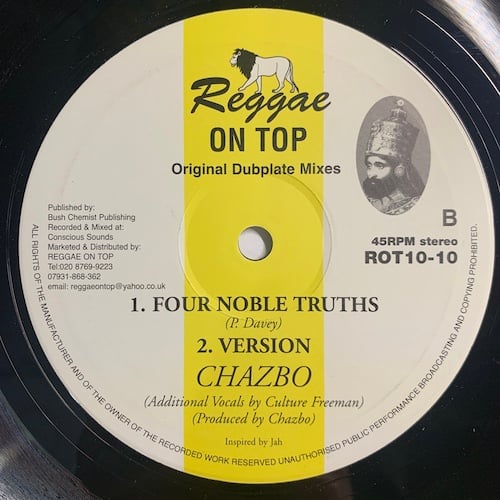 Reggae
ON TOP
Original Dubplate Mixes
Published by:
Bush Chemist Publishing
Recorded & Mixed at:
Conscious Sounds
Marketed & Distributed by:
REGGAE ON TOP
Tel:020 8769-9223
07931-868-362
email: reggaeontop@yahoo.co.uk
B
45RPM stereo
ROT10-10
1. FOUR NOBLE TRUTHS
(P. Davey)
2. VERSION
CHAZBO
(Additional Vocals by Culture Freeman)
(Produced by Chazbo)
Inspired by Jah
ALL RIGHTS OF THE MANUFACTURER AND OF THE OWNER OF THE RECORDED WORK RESERVED UNAUTHORISED PUBLIC PERFORMANCE BROADCASTING AND COPYING PROHIBITED.